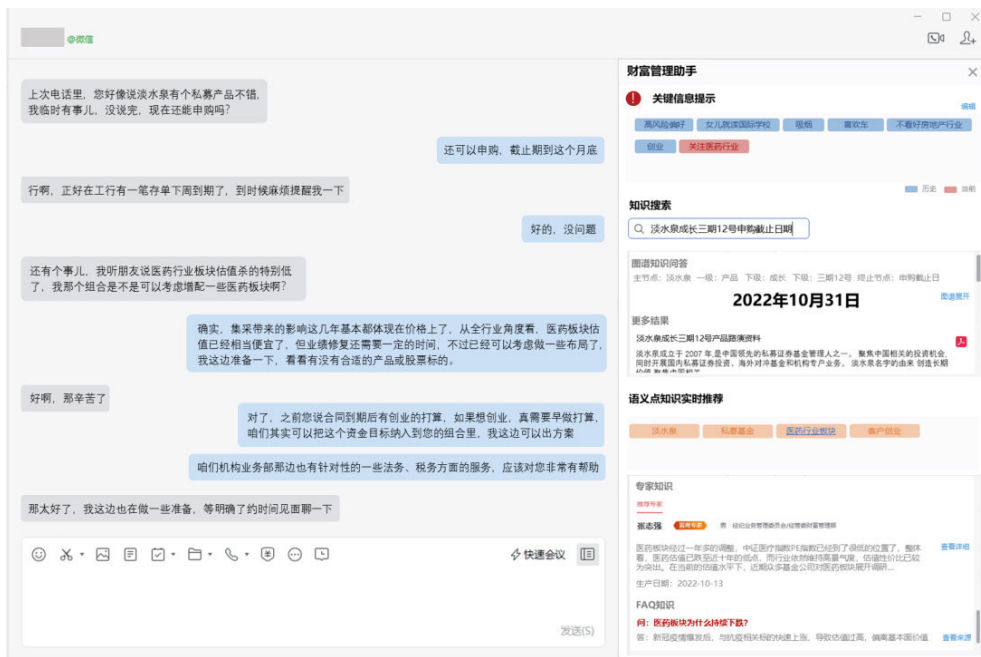 @微信
上次电话里，您好像说淡水泉有个私募产品不错，
我临时有事儿，没说完，现在还能申购吗？
还可以申购，截止期到这个月底
行啊，正好在工行有一笔存单下周到期了，到时候麻烦提醒我一下
好的，没问题
还有个事儿，我听朋友说医药行业板块估值杀的特别低
了，我那个组合是不是可以考虑增配一些医药板块啊？
确实，集采带来的影响这几年基本都体现在价格上了，从全行业角度看，医药板块估
值已经相当便宜了，但业绩修复还需要一定的时间，不过已经可以考虑做一些布局了，
我这边准备一下，看看有没有合适的产品或股票标的。
好啊，那辛苦了
对了，之前您说合同到期后有创业的打算，如果想创业，真需要早做打算，
咱们其实可以把这个资金目标纳入到您的组合里，我这边可以出方案
咱们机构业务部那边也有针对性的一些法务、税务方面的服务，应该对您非常有帮助
那太好了，我这边也在做一些准备，等明确了约时间见面聊一下
快速会议
发送(S)
财富管理助手
关键信息提示
编辑
高风险偏好 女儿就读国际学校 吸烟 喜欢车 不看好房地产行业
创业 关注医药行业
历史 当前
知识搜索
淡水泉成长三期12号申购截止日期
图谱知识问答
主节点：淡水泉 一级：产品 下级：成长 下级：三期12号 终止节点：申购截止日
2022年10月31日
图谱展开
更多结果
淡水泉成长三期12号产品路演资料
淡水泉成立于 2007 年,是中国领先的私募证券基金管理人之一。 聚焦中国相关的投资机会,
同时开展国内私募证券投资、海外对冲基金和机构专户业务。 淡水泉名字的由来 创造长期
语义点知识实时推荐
淡水泉 私募基金 医药行业板块 客户创业
专家知识
推荐专家
张志强
经纪业务管理委员会/经管委财富管理部
医药板块经过一年多的调整，中证医疗指数PE指数已经到了很低的位置了，整体
看，医药估值已跌至近十年的低点，而行业依然维持高景气度，估值性价比已较
为突出。在当前的估值水平下，近期众多基金公司对医药板块展开调研...
查看详细
生产日期：2022-10-13
FAQ知识
问：医药板块为什么持续下跌？
答：新冠疫情爆发后，与抗疫相关标的快速上涨，导致估值过高，偏离基本面价值
查看来源